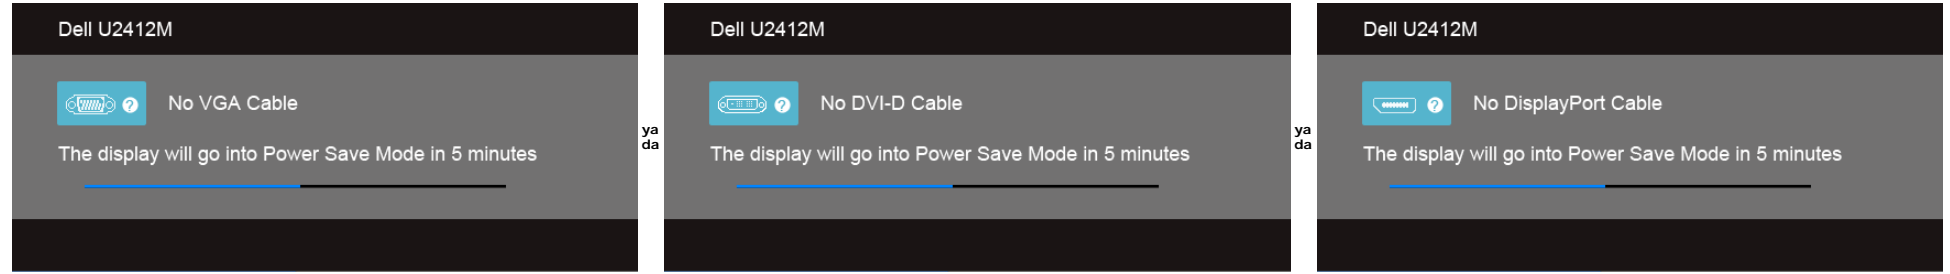 Dell U2412M
No VGA Cable
The display will go into Power Save Mode in 5 minutes
ya
da
Dell U2412M
No DVI-D Cable
The display will go into Power Save Mode in 5 minutes
ya
da
Dell U2412M
No DisplayPort Cable
The display will go into Power Save Mode in 5 minutes